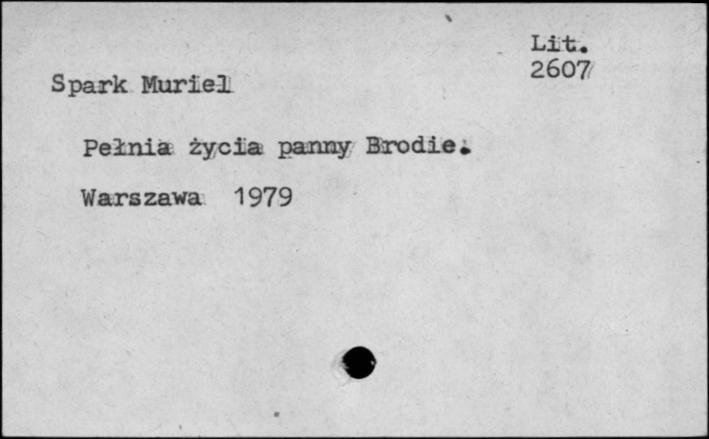 Lit.
2607
Spark Muriel
Pełnia życia panny Brodie.
Warszawa 1979